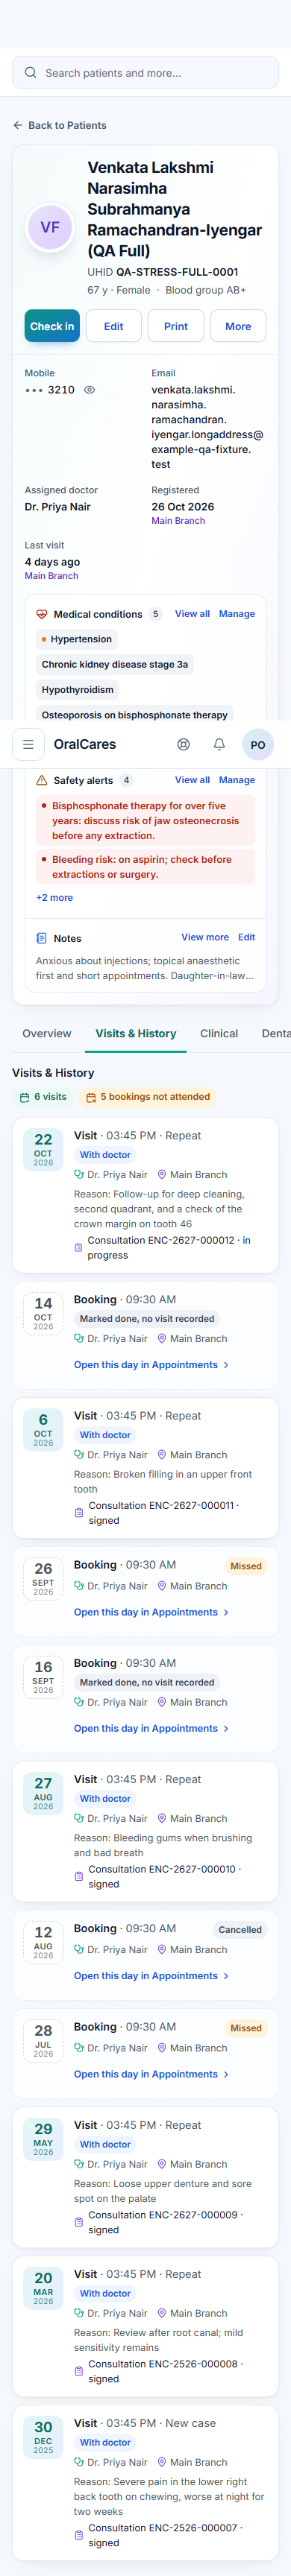 Search patients and more...
Back to Patients
VF
Venkata Lakshmi
Narasimha
Subrahmanya
Ramachandran-Iyengar
(QA Full)
UHID QA-STRESS-FULL-0001
67 y · Female · Blood group AB+
Check in
Edit
Print
More
Mobile
••• 3210
Email
venkata.lakshmi.
narasimha.
ramachandran.
iyengar.longaddress@
example-qa-fixture.
test
Assigned doctor
Dr. Priya Nair
Registered
26 Oct 2026
Main Branch
Last visit
4 days ago
Main Branch
Medical conditions 5 View all Manage
Hypertension
Chronic kidney disease stage 3a
Hypothyroidism
Osteoporosis on bisphosphonate therapy
OralCares
PO
Safety alerts 4 View all Manage
Bisphosphonate therapy for over five
years: discuss risk of jaw osteonecrosis
before any extraction.
Bleeding risk: on aspirin; check before
extractions or surgery.
+2 more
Notes View more Edit
Anxious about injections; topical anaesthetic
first and short appointments. Daughter-in-law...
Overview Visits & History Clinical Denta
Visits & History
6 visits
5 bookings not attended
22 OCT 2026
Visit · 03:45 PM · Repeat
With doctor
Dr. Priya Nair Main Branch
Reason: Follow-up for deep cleaning,
second quadrant, and a check of the
crown margin on tooth 46
Consultation ENC-2627-000012 · in
progress
14 OCT 2026
Booking · 09:30 AM
Marked done, no visit recorded
Dr. Priya Nair Main Branch
Open this day in Appointments
6 OCT 2026
Visit · 03:45 PM · Repeat
With doctor
Dr. Priya Nair Main Branch
Reason: Broken filling in an upper front
tooth
Consultation ENC-2627-000011 ·
signed
26 SEPT 2026
Booking · 09:30 AM Missed
Dr. Priya Nair Main Branch
Open this day in Appointments
16 SEPT 2026
Booking · 09:30 AM
Marked done, no visit recorded
Dr. Priya Nair Main Branch
Open this day in Appointments
27 AUG 2026
Visit · 03:45 PM · Repeat
With doctor
Dr. Priya Nair Main Branch
Reason: Bleeding gums when brushing
and bad breath
Consultation ENC-2627-000010 ·
signed
12 AUG 2026
Booking · 09:30 AM Cancelled
Dr. Priya Nair Main Branch
Open this day in Appointments
28 JUL 2026
Booking · 09:30 AM Missed
Dr. Priya Nair Main Branch
Open this day in Appointments
29 MAY 2026
Visit · 03:45 PM · Repeat
With doctor
Dr. Priya Nair Main Branch
Reason: Loose upper denture and sore
spot on the palate
Consultation ENC-2627-000009 ·
signed
20 MAR 2026
Visit · 03:45 PM · Repeat
With doctor
Dr. Priya Nair Main Branch
Reason: Review after root canal; mild
sensitivity remains
Consultation ENC-2526-000008 ·
signed
30 DEC 2025
Visit · 03:45 PM · New case
With doctor
Dr. Priya Nair Main Branch
Reason: Severe pain in the lower right
back tooth on chewing, worse at night for
two weeks
Consultation ENC-2526-000007 ·
signed